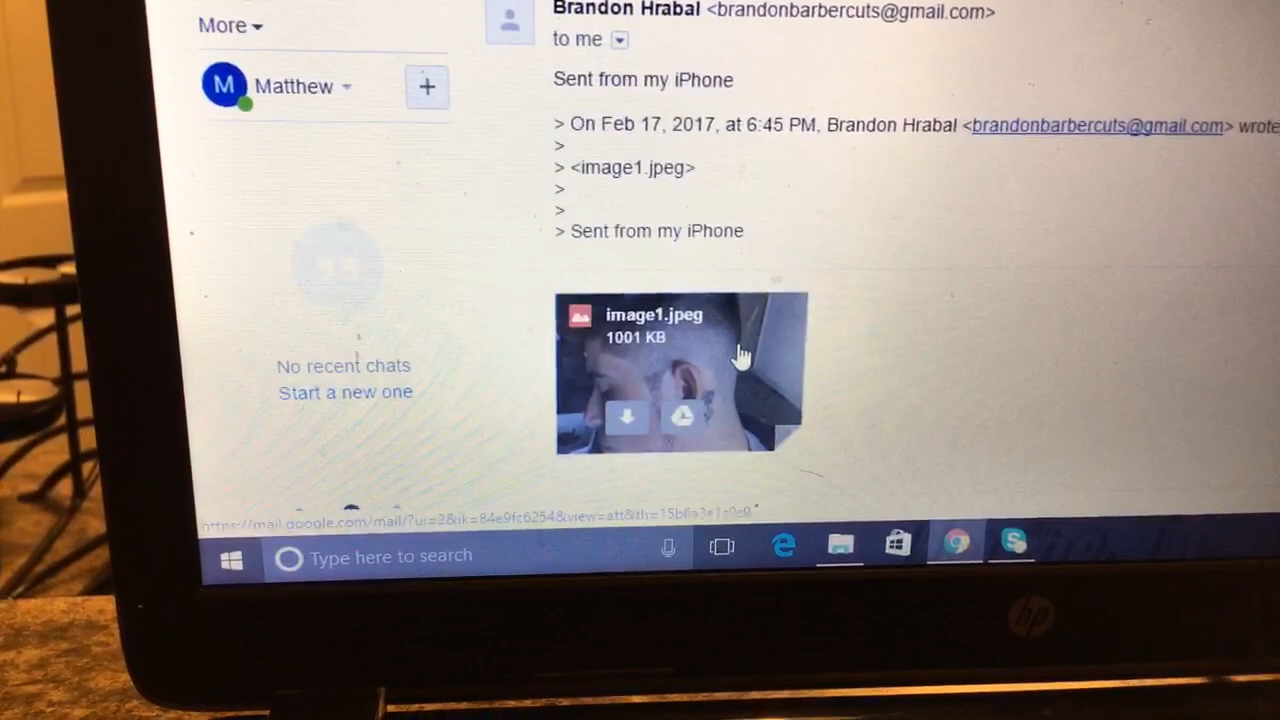 Brandon Hrabal <brandonbarbercuts@gmail.com>
More
to me
M Matthew +
Sent from my iPhone
> On Feb 17, 2017, at 6:45 PM, Brandon Hrabal <brandonbarbercuts@gmail.com> wrote
>
> <image1.jpeg>
>
>
> Sent from my iPhone
image1.jpeg
1001 KB
No recent chats
Start a new one
Type here to search
hp